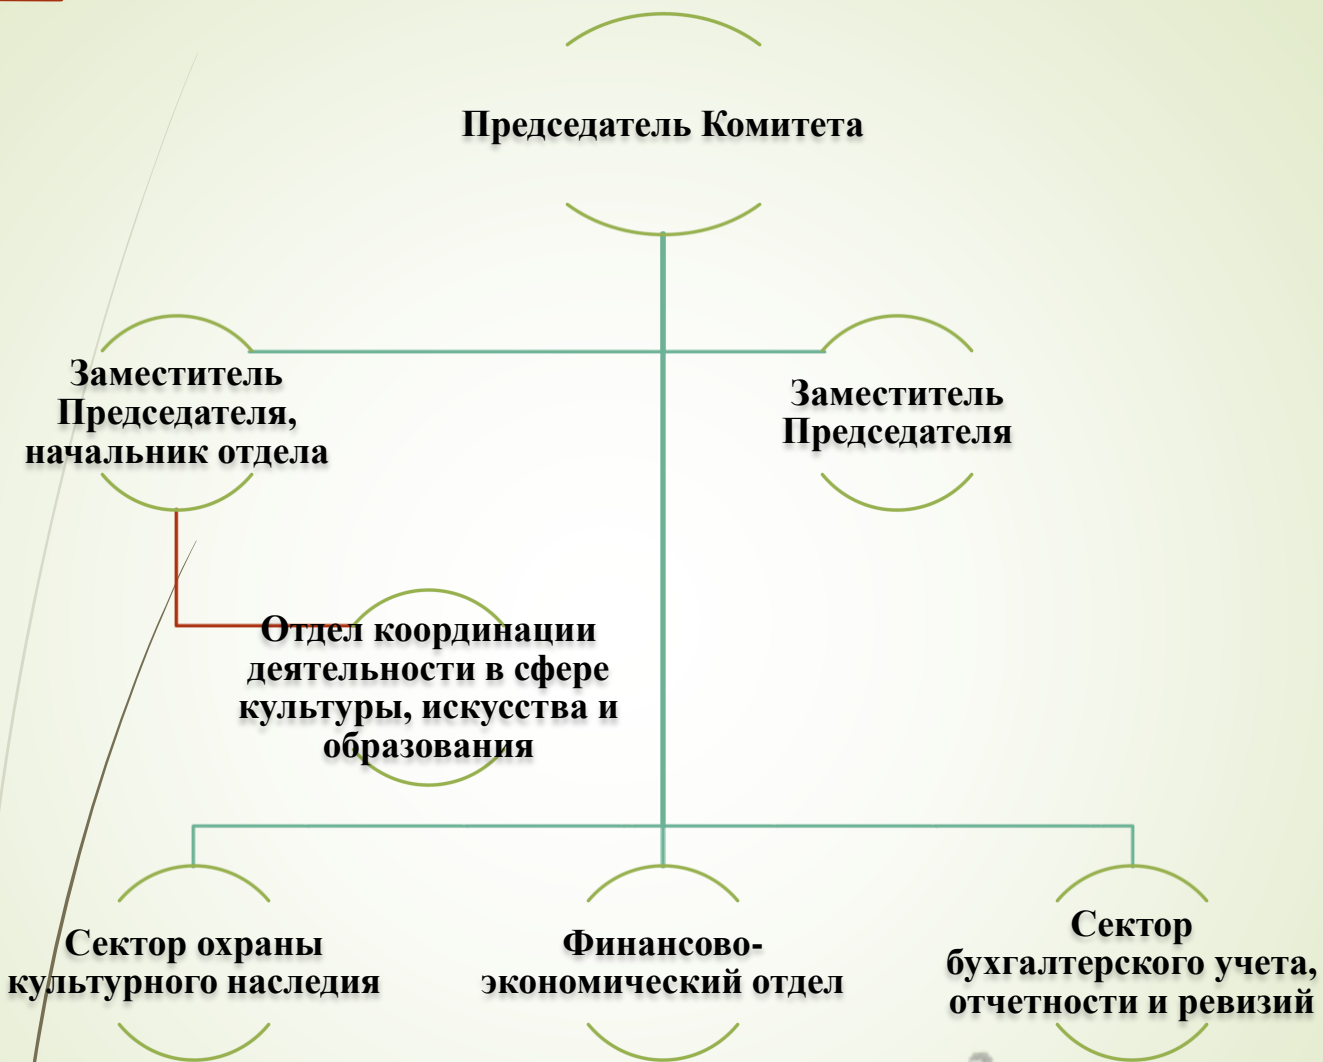 Председатель Комитета
Заместитель
Председателя,
начальник отдела
Заместитель
Председателя
Отдел координации
деятельности в сфере
культуры, искусства и
образования
Сектор охраны
культурного наследия
Финансово-
экономический отдел
Сектор
бухгалтерского учета,
отчетности и ревизий